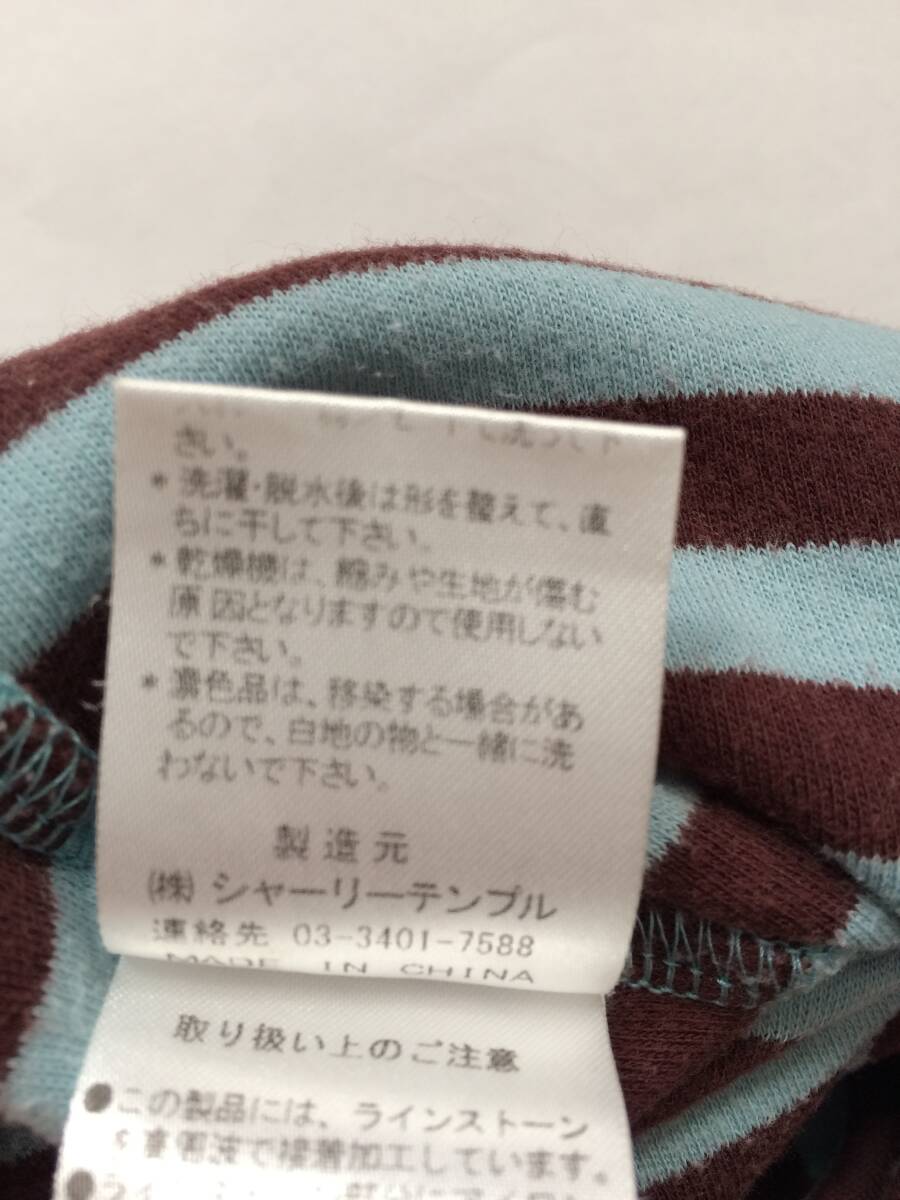 さい。
* 洗濯・脱水後は形を整えて、直
ちに干して下さい。
* 乾燥機は、縮みや生地が傷む
原因となりますので使用しない
で下さい。
* 濃色品は、移染する場合があ
るので、白地の物と一緒に洗
わないで下さい。
製造元
㈱ シャーリーテンプル
連絡先 03-3401-7588
MADE IN CHINA
取り扱い上のご注意
●この製品には、ラインストーン
で接着加工しています。